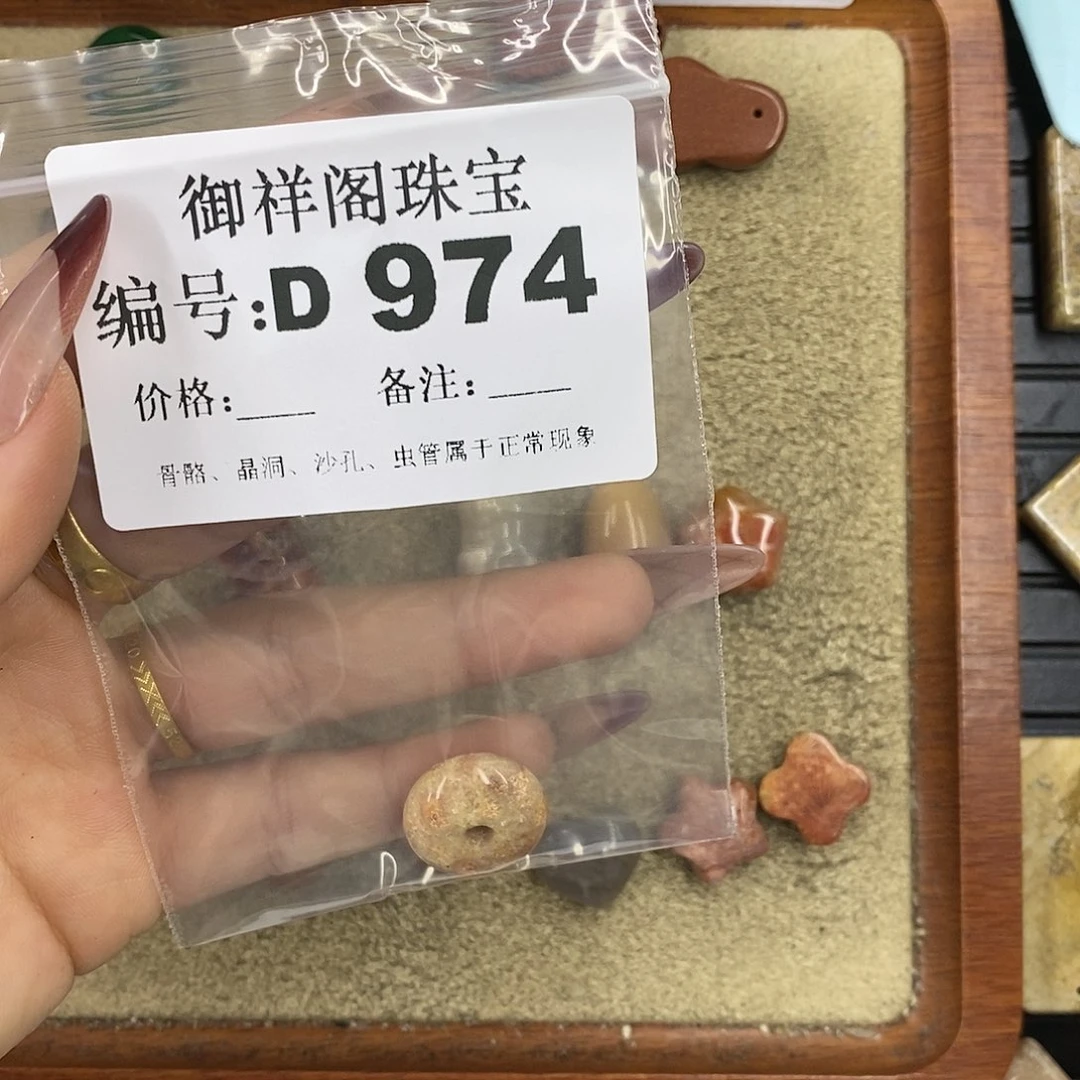 御祥阁珠宝
编号:D 974
价格:____ 备注:____
骨骼、晶洞、沙孔、虫管属于正常现象